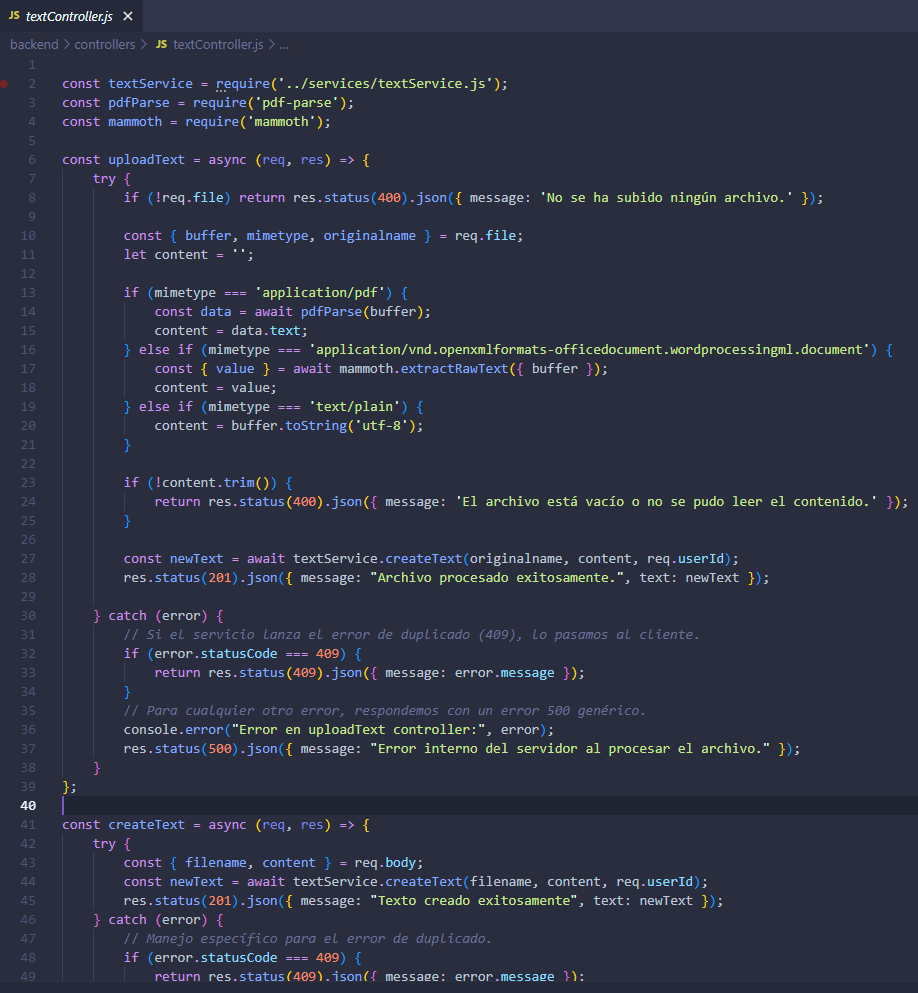 JS textController.js ×
backend > controllers > JS textController.js > ...
1
2 const textService = require('../services/textService.js');
3 const pdfParse = require('pdf-parse');
4 const mammoth = require('mammoth');
5
6 const uploadText = async (req, res) => {
7     try {
8         if (!req.file) return res.status(400).json({ message: 'No se ha subido ningún archivo.' });
9
10         const { buffer, mimetype, originalname } = req.file;
11         let content = '';
12
13         if (mimetype === 'application/pdf') {
14             const data = await pdfParse(buffer);
15             content = data.text;
16         } else if (mimetype === 'application/vnd.openxmlformats-officedocument.wordprocessingml.document') {
17             const { value } = await mammoth.extractRawText({ buffer });
18             content = value;
19         } else if (mimetype === 'text/plain') {
20             content = buffer.toString('utf-8');
21         }
22
23         if (!content.trim()) {
24             return res.status(400).json({ message: 'El archivo está vacío o no se pudo leer el contenido.' });
25         }
26
27         const newText = await textService.createText(originalname, content, req.userId);
28         res.status(201).json({ message: "Archivo procesado exitosamente.", text: newText });
29
30     } catch (error) {
31         // Si el servicio lanza el error de duplicado (409), lo pasamos al cliente.
32         if (error.statusCode === 409) {
33             return res.status(409).json({ message: error.message });
34         }
35         // Para cualquier otro error, respondemos con un error 500 genérico.
36         console.error("Error en uploadText controller:", error);
37         res.status(500).json({ message: "Error interno del servidor al procesar el archivo." });
38     }
39 };
40
41 const createText = async (req, res) => {
42     try {
43         const { filename, content } = req.body;
44         const newText = await textService.createText(filename, content, req.userId);
45         res.status(201).json({ message: "Texto creado exitosamente", text: newText });
46     } catch (error) {
47         // Manejo específico para el error de duplicado.
48         if (error.statusCode === 409) {
49             return res.status(409).json({ message: error.message });